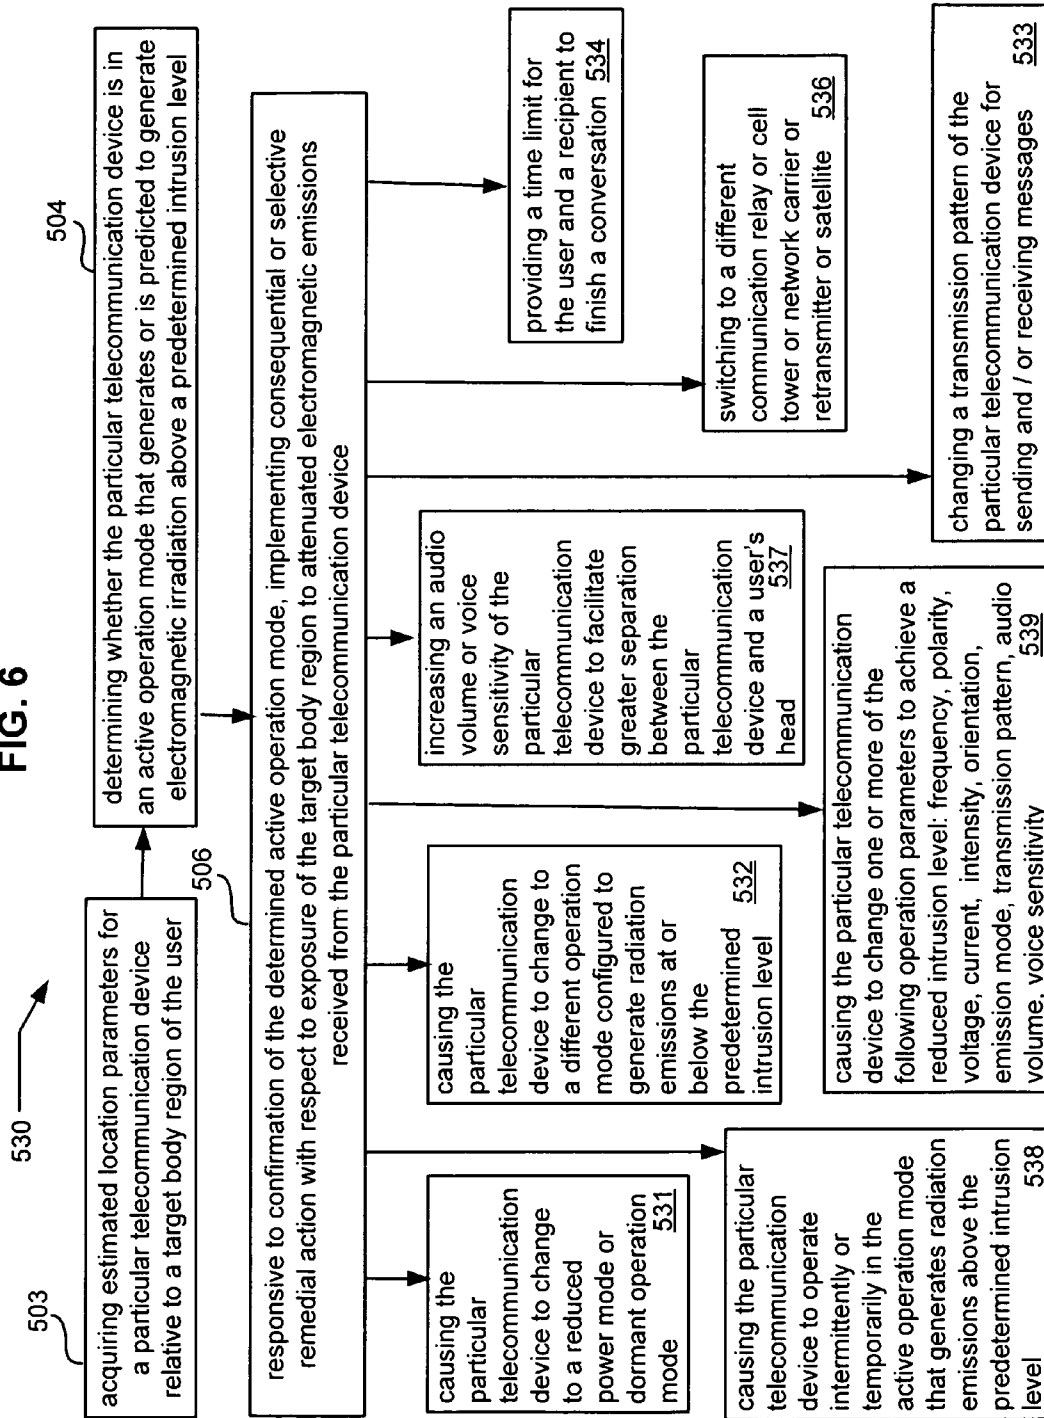 FIG. 6
530
503
acquiring estimated location parameters for
a particular telecommunication device
relative to a target body region of the user
504
determining whether the particular telecommunication device is in
an active operation mode that generates or is predicted to generate
electromagnetic irradiation above a predetermined intrusion level
506
responsive to confirmation of the determined active operation mode, implementing consequential or selective
remedial action with respect to exposure of the target body region to attenuated electromagnetic emissions
received from the particular telecommunication device
causing the
particular
telecommunication
device to change
to a reduced
power mode or
dormant operation
mode 531
causing the
particular
telecommunication
device to change to
a different operation
mode configured to
generate radiation
emissions at or
below the
predetermined 532
intrusion level
increasing an audio
volume or voice
sensitivity of the
particular
telecommunication
device to facilitate
greater separation
between the
particular
telecommunication
device and a user's
head 537
providing a time limit for
the user and a recipient to
finish a conversation 534
switching to a different
communication relay or cell
tower or network carrier or
retransmitter or satellite 536
causing the particular
telecommunication
device to operate
intermittently or
temporarily in the
active operation mode
that generates radiation
emissions above the
predetermined intrusion
level 538
causing the particular telecommunication
device to change one or more of the
following operation parameters to achieve a
reduced intrusion level: frequency, polarity,
voltage, current, intensity, orientation,
emission mode, transmission pattern, audio
volume, voice sensitivity 539
changing a transmission pattern of the
particular telecommunication device for
sending and / or receiving messages
533